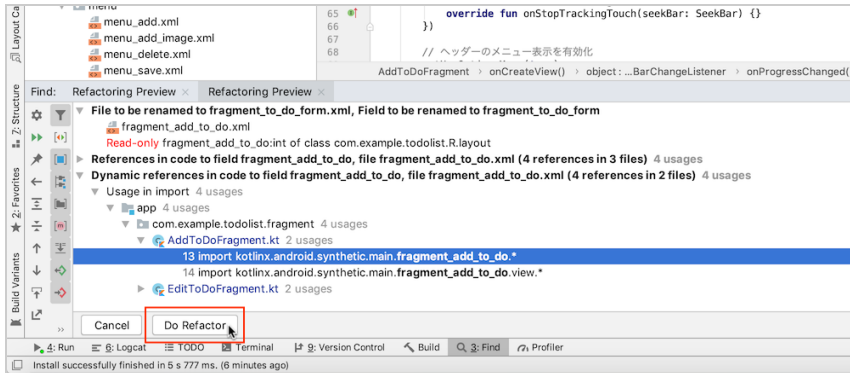 menu
menu_add.xml
menu_add_image.xml
menu_delete.xml
menu_save.xml
65 override fun onStopTrackingTouch(seekBar: SeekBar) {}
66 })
67
68 // ヘッダーのメニュー表示を有効化
AddToDoFragment › onCreateView() › object : ...BarChangeListener › onProgressChanged(
Layout Ca
Z: Structure
2: Favorites
Build Variants
Find: Refactoring Preview × Refactoring Preview ×
File to be renamed to fragment_to_do_form.xml, Field to be renamed to fragment_to_do_form
fragment_add_to_do.xml
Read-only fragment_add_to_do:int of class com.example.todolist.R.layout
References in code to field fragment_add_to_do, file fragment_add_to_do.xml (4 references in 3 files) 4 usages
Dynamic references in code to field fragment_add_to_do, file fragment_add_to_do.xml (4 references in 2 files) 4 usages
Usage in import 4 usages
app 4 usages
com.example.todolist.fragment 4 usages
AddToDoFragment.kt 2 usages
13 import kotlinx.android.synthetic.main.fragment_add_to_do.*
14 import kotlinx.android.synthetic.main.fragment_add_to_do.view.*
EditToDoFragment.kt 2 usages
Cancel Do Refactor
4: Run 6: Logcat TODO Terminal 9: Version Control Build 3: Find Profiler
Install successfully finished in 5 s 777 ms. (6 minutes ago)